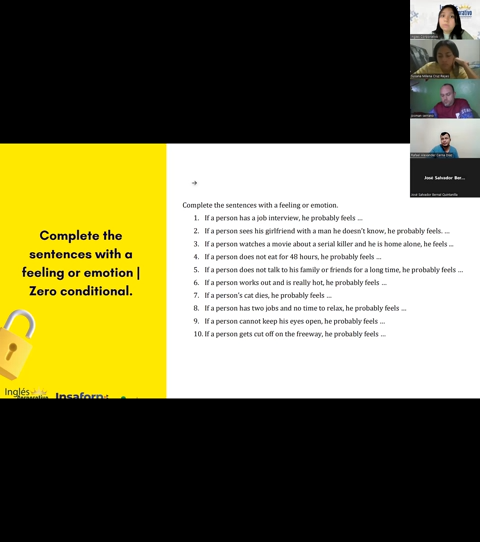 Complete the
sentences with a
feeling or emotion |
Zero conditional.
Inglés
Insaforp
→
Complete the sentences with a feeling or emotion.
1. If a person has a job interview, he probably feels ...
2. If a person sees his girlfriend with a man he doesn't know, he probably feels. ...
3. If a person watches a movie about a serial killer and he is home alone, he feels ...
4. If a person does not eat for 48 hours, he probably feels ...
5. If a person does not talk to his family or friends for a long time, he probably feels ...
6. If a person works out and is really hot, he probably feels ...
7. If a person's cat dies, he probably feels ...
8. If a person has two jobs and no time to relax, he probably feels ...
9. If a person cannot keep his eyes open, he probably feels ...
10. If a person gets cut off on the freeway, he probably feels ...
José Salvador Ber...